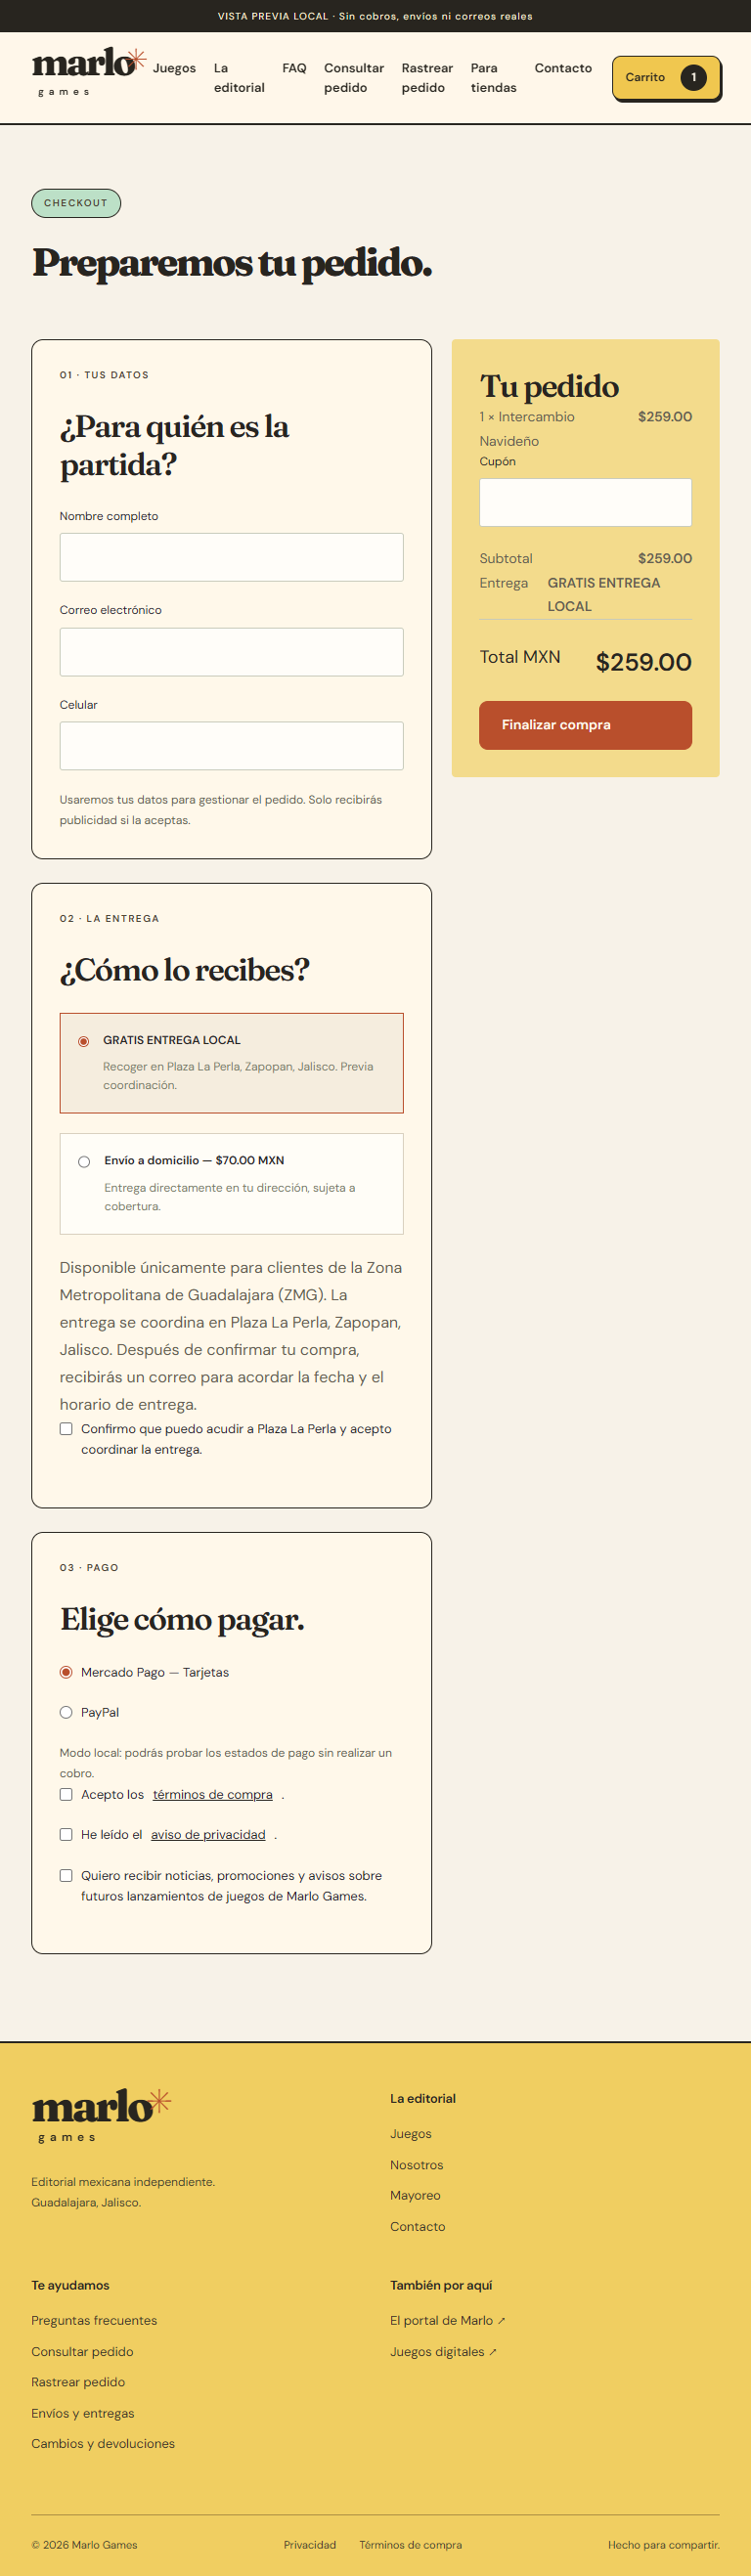 VISTA PREVIA LOCAL · Sin cobros, envíos ni correos reales
marlo
games
Juegos
La editorial
FAQ
Consultar pedido
Rastrear pedido
Para tiendas
Contacto
Carrito 1
CHECKOUT
Preparemos tu pedido.
01 · TUS DATOS
¿Para quién es la
partida?
Nombre completo
Correo electrónico
Celular
Usaremos tus datos para gestionar el pedido. Solo recibirás
publicidad si la aceptas.
Tu pedido
1 × Intercambio Navideño $259.00
Cupón
Subtotal $259.00
Entrega GRATIS ENTREGA LOCAL
Total MXN $259.00
Finalizar compra
02 · LA ENTREGA
¿Cómo lo recibes?
GRATIS ENTREGA LOCAL
Recoger en Plaza La Perla, Zapopan, Jalisco. Previa
coordinación.
Envío a domicilio — $70.00 MXN
Entrega directamente en tu dirección, sujeta a
cobertura.
Disponible únicamente para clientes de la Zona
Metropolitana de Guadalajara (ZMG). La
entrega se coordina en Plaza La Perla, Zapopan,
Jalisco. Después de confirmar tu compra,
recibirás un correo para acordar la fecha y el
horario de entrega.
Confirmo que puedo acudir a Plaza La Perla y acepto
coordinar la entrega.
03 · PAGO
Elige cómo pagar.
Mercado Pago — Tarjetas
PayPal
Modo local: podrás probar los estados de pago sin realizar un
cobro.
Acepto los términos de compra .
He leído el aviso de privacidad .
Quiero recibir noticias, promociones y avisos sobre
futuros lanzamientos de juegos de Marlo Games.
marlo
games
Editorial mexicana independiente.
Guadalajara, Jalisco.
La editorial
Juegos
Nosotros
Mayoreo
Contacto
Te ayudamos
Preguntas frecuentes
Consultar pedido
Rastrear pedido
Envíos y entregas
Cambios y devoluciones
También por aquí
El portal de Marlo ↗
Juegos digitales ↗
© 2026 Marlo Games
Privacidad
Términos de compra
Hecho para compartir.